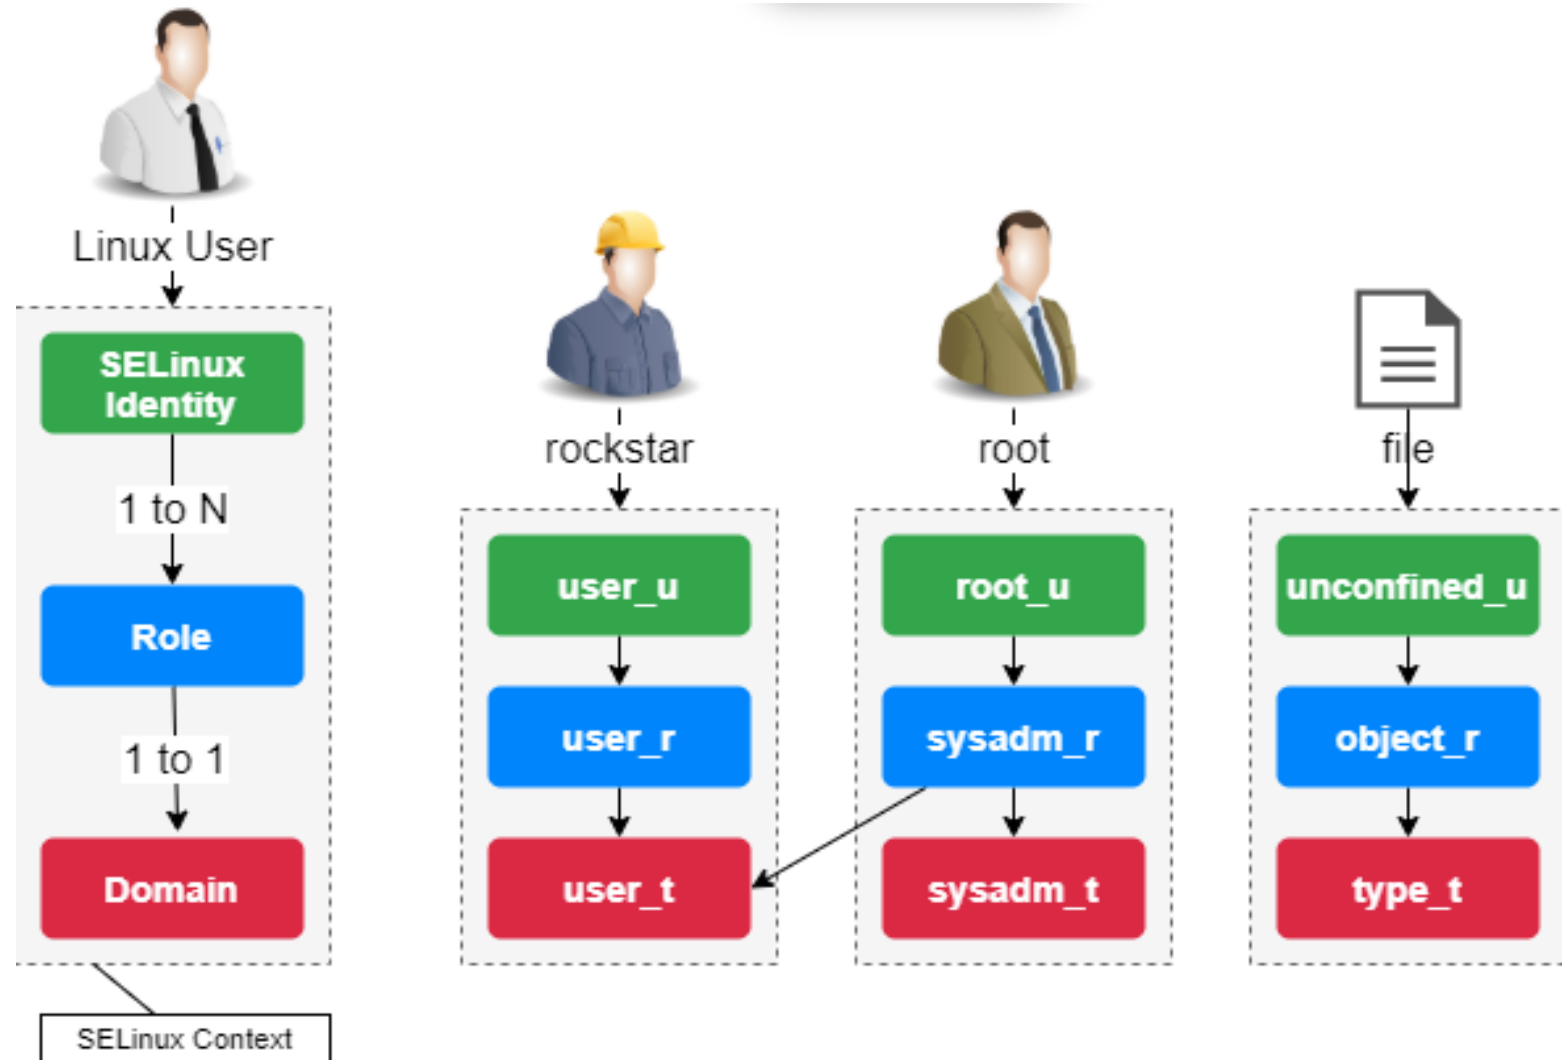 Linux User
SELinux
Identity
1 to N
Role
1 to 1
Domain
SELinux Context
rockstar
user_u
user_r
user_t
root
root_u
sysadm_r
sysadm_t
file
unconfined_u
object_r
type_t